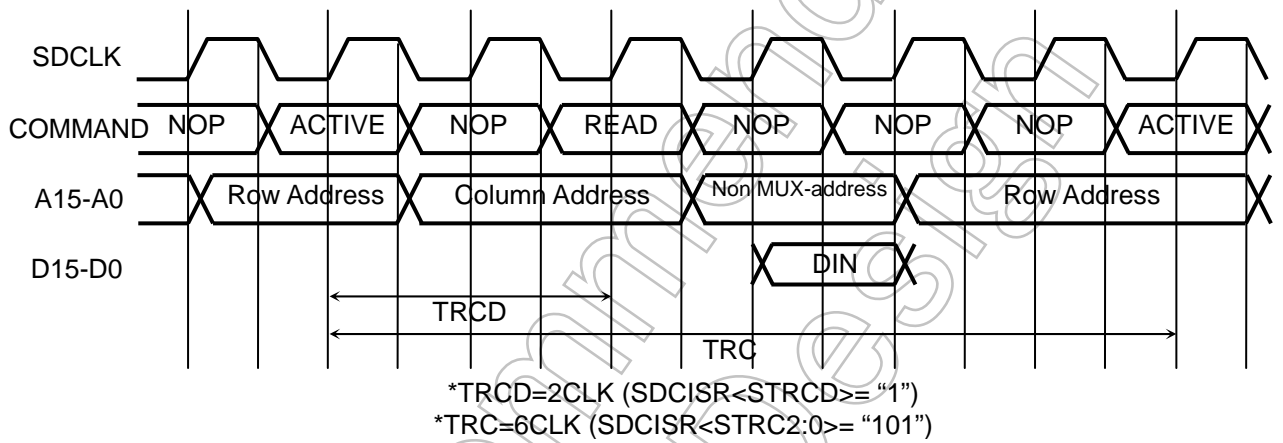 SDCLK
COMMAND NOP ACTIVE NOP READ NOP NOP NOP ACTIVE
A15-A0 Row Address Column Address Non MUX-address Row Address
D15-D0 DIN
TRCD
TRC
*TRCD=2CLK (SDCISR<STRCD>= “1”)
*TRC=6CLK (SDCISR<STRC2:0>= “101”)